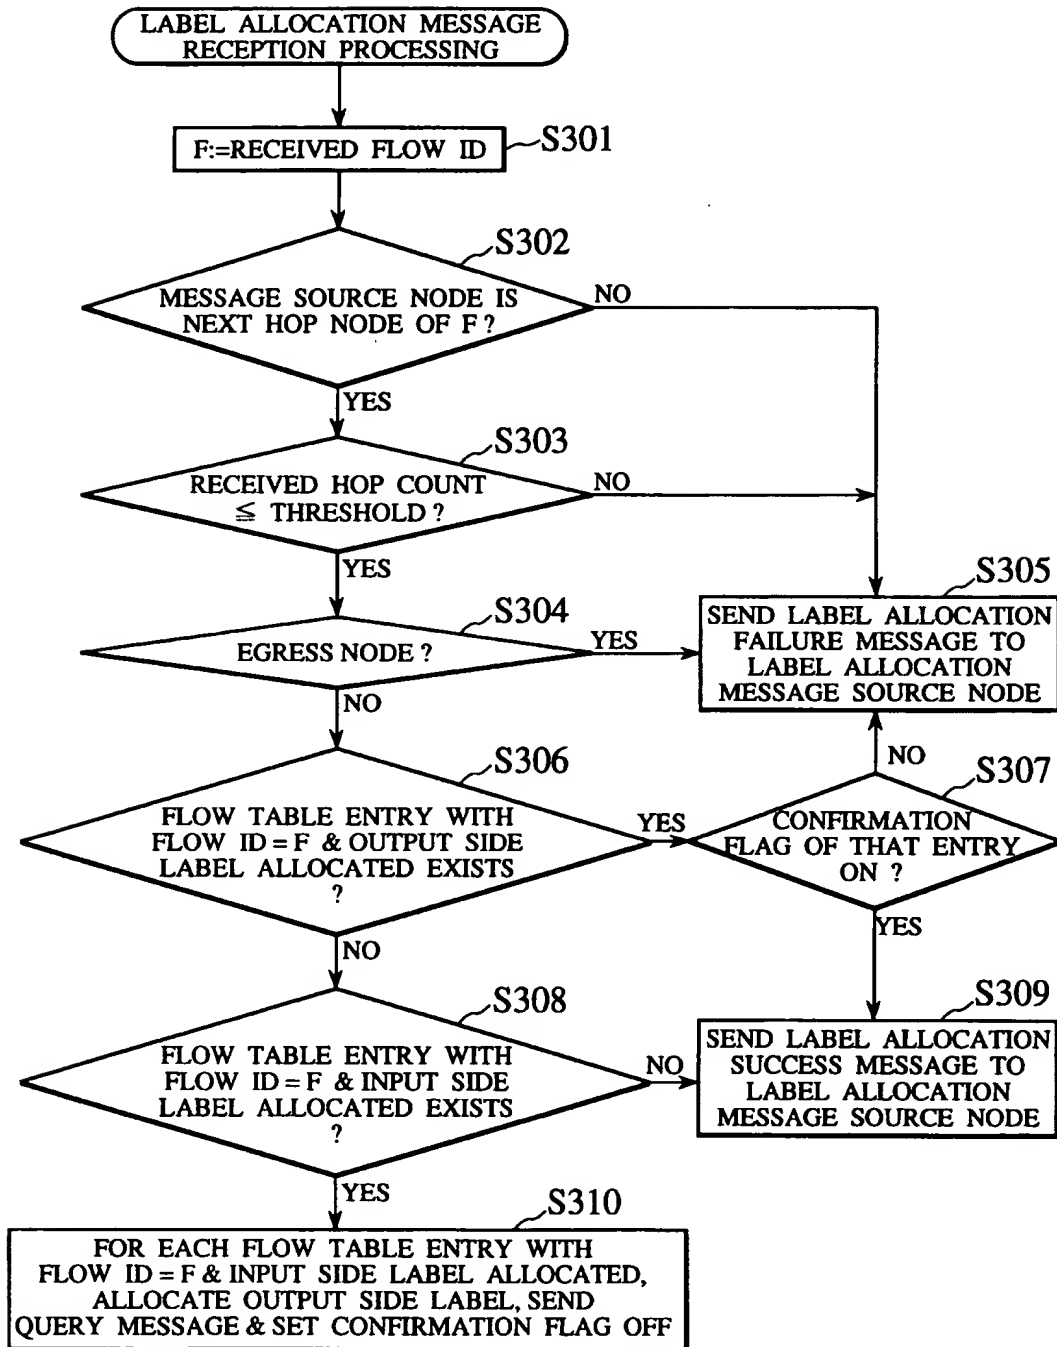 LABEL ALLOCATION MESSAGE
RECEPTION PROCESSING
F:=RECEIVED FLOW ID
S301
S302
MESSAGE SOURCE NODE IS
NEXT HOP NODE OF F ?
NO
YES
S303
RECEIVED HOP COUNT
≦ THRESHOLD ?
NO
YES
S304
EGRESS NODE ?
YES
NO
S305
SEND LABEL ALLOCATION
FAILURE MESSAGE TO
LABEL ALLOCATION
MESSAGE SOURCE NODE
S306
FLOW TABLE ENTRY WITH
FLOW ID = F & OUTPUT SIDE
LABEL ALLOCATED EXISTS
?
YES
NO
NO
S307
CONFIRMATION
FLAG OF THAT ENTRY
ON ?
YES
S308
FLOW TABLE ENTRY WITH
FLOW ID = F & INPUT SIDE
LABEL ALLOCATED EXISTS
?
NO
YES
S309
SEND LABEL ALLOCATION
SUCCESS MESSAGE TO
LABEL ALLOCATION
MESSAGE SOURCE NODE
S310
FOR EACH FLOW TABLE ENTRY WITH
FLOW ID = F & INPUT SIDE LABEL ALLOCATED,
ALLOCATE OUTPUT SIDE LABEL, SEND
QUERY MESSAGE & SET CONFIRMATION FLAG OFF